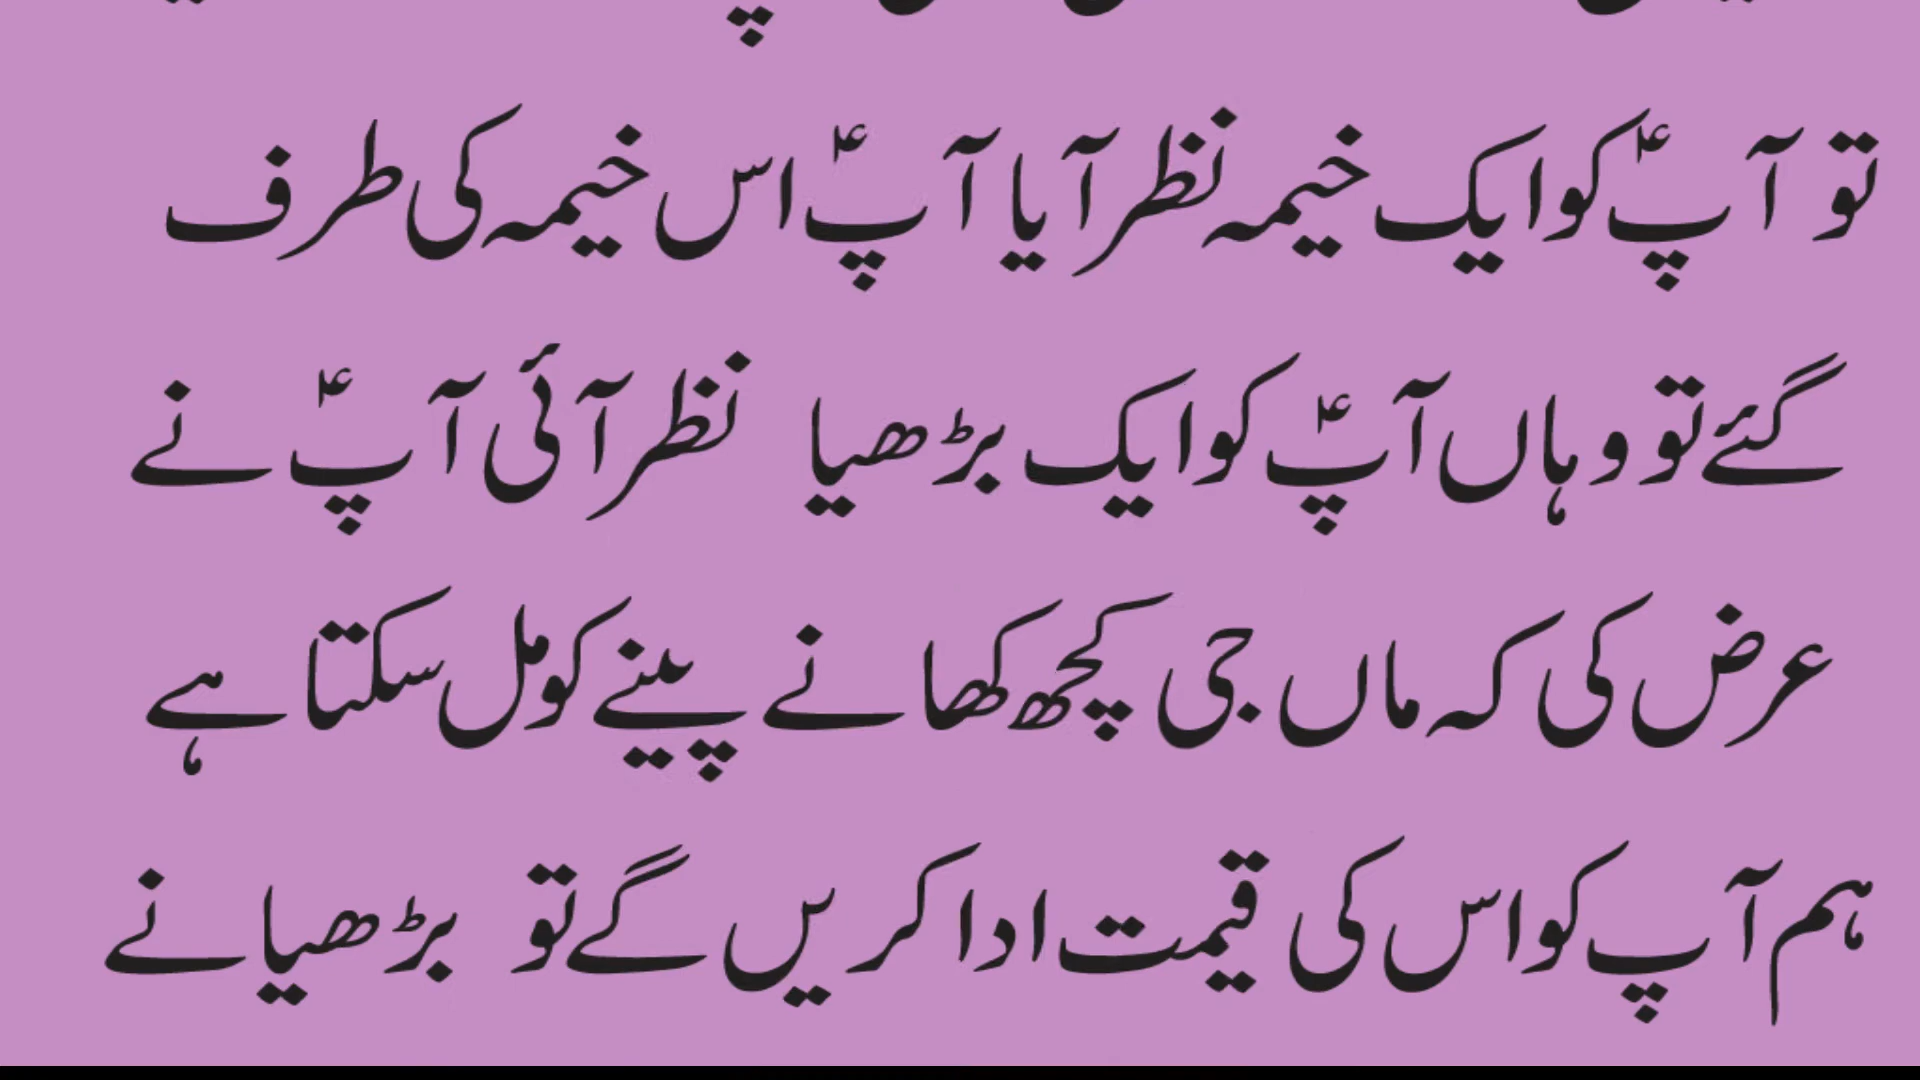 تو آپؑ کو ایک خیمہ نظر آیا آپؑ اس خیمہ کی طرف
گئے تو وہاں آپؑ کو ایک بڑھیا نظر آئی آپؑ نے
عرض کی کہ ماں جی کچھ کھانے پینے کو مل سکتا ہے
ہم آپ کو اس کی قیمت ادا کریں گے تو بڑھیا نے